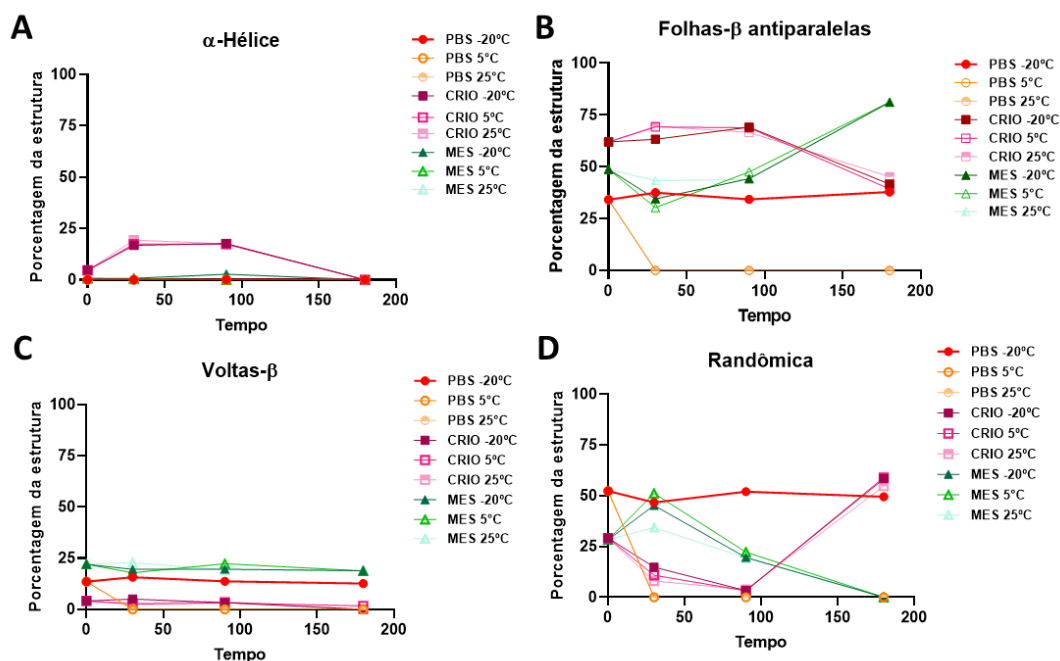 A
α-Hélice
Porcentagem da estrutura
100
75
50
25
0
0 50 100 150 200
Tempo
PBS -20ºC
PBS 5ºC
PBS 25ºC
CRIO -20ºC
CRIO 5ºC
CRIO 25ºC
MES -20ºC
MES 5ºC
MES 25ºC
B
Folhas-β antiparalelas
Porcentagem da estrutura
100
75
50
25
0
0 50 100 150 200
Tempo
PBS -20ºC
PBS 5ºC
PBS 25ºC
CRIO -20ºC
CRIO 5ºC
CRIO 25ºC
MES -20ºC
MES 5ºC
MES 25ºC
C
Voltas-β
Porcentagem da estrutura
100
75
50
25
0
0 50 100 150 200
Tempo
PBS -20ºC
PBS 5ºC
PBS 25ºC
CRIO -20ºC
CRIO 5ºC
CRIO 25ºC
MES -20ºC
MES 5ºC
MES 25ºC
D
Randômica
Porcentagem da estrutura
100
75
50
25
0
0 50 100 150 200
Tempo
PBS -20ºC
PBS 5ºC
PBS 25ºC
CRIO -20ºC
CRIO 5ºC
CRIO 25ºC
MES -20ºC
MES 5ºC
MES 25ºC